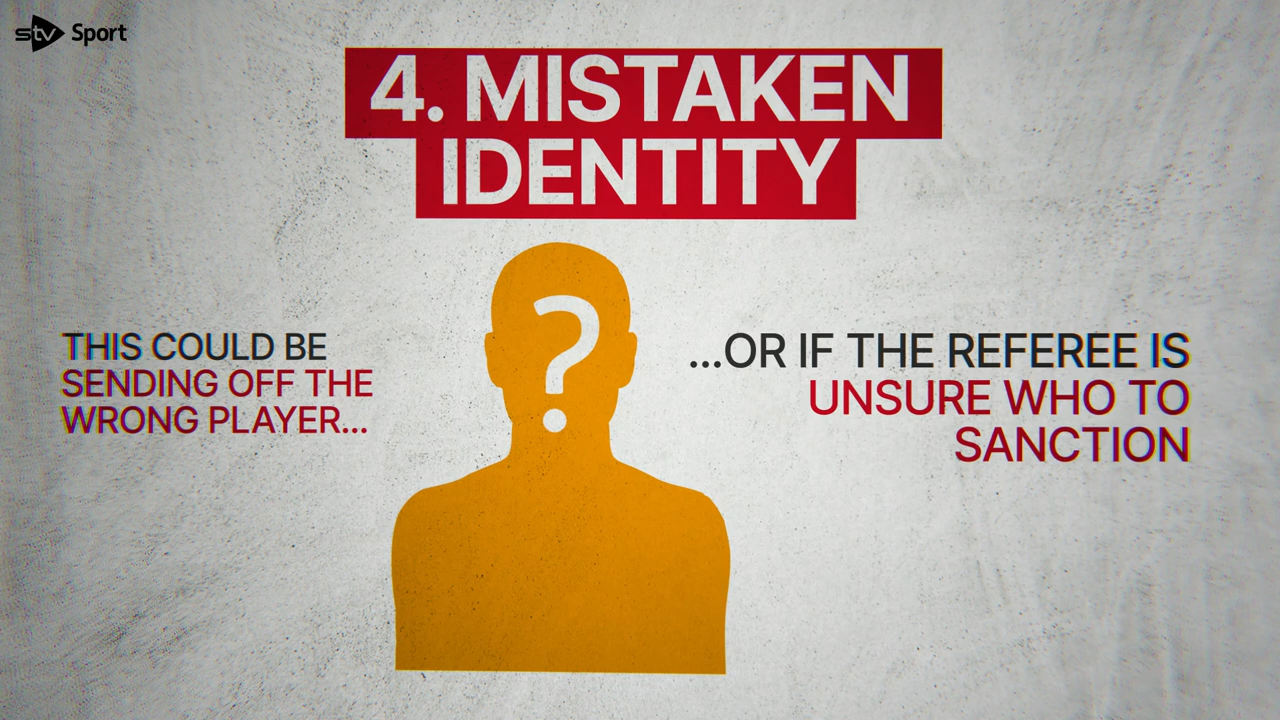 stv Sport
4. MISTAKEN
IDENTITY
?
THIS COULD BE
SENDING OFF THE
WRONG PLAYER...
...OR IF THE REFEREE IS
UNSURE WHO TO
SANCTION